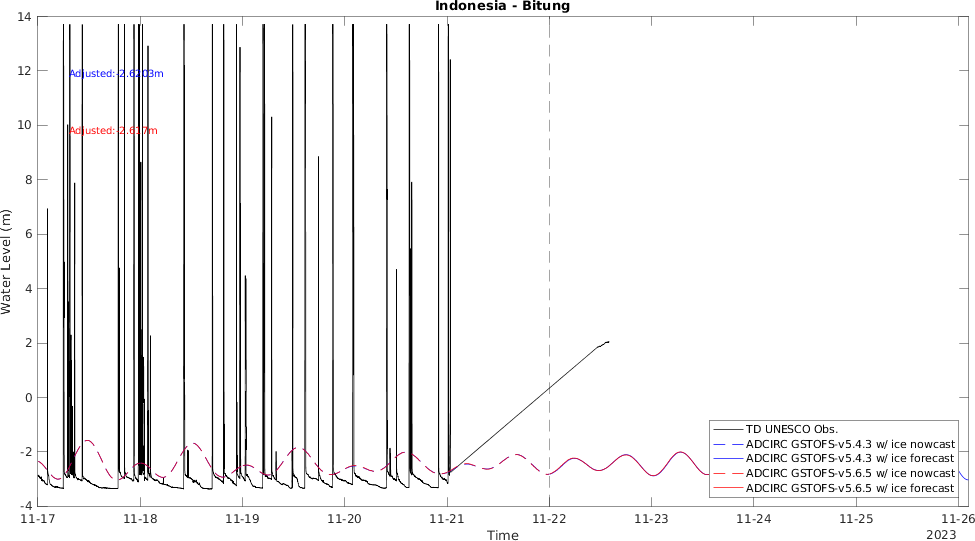 Indonesia - Bitung
14
12
10
8
6
4
2
0
-2
-4
Water Level (m)
Adjusted:-2.6203m
Adjusted:-2.617m
11-17
11-18
11-19
11-20
11-21
11-22
11-23
11-24
11-25
11-26
Time
2023
TD UNESCO Obs.
ADCIRC GSTOFS-v5.4.3 w/ ice nowcast
ADCIRC GSTOFS-v5.4.3 w/ ice forecast
ADCIRC GSTOFS-v5.6.5 w/ ice nowcast
ADCIRC GSTOFS-v5.6.5 w/ ice forecast